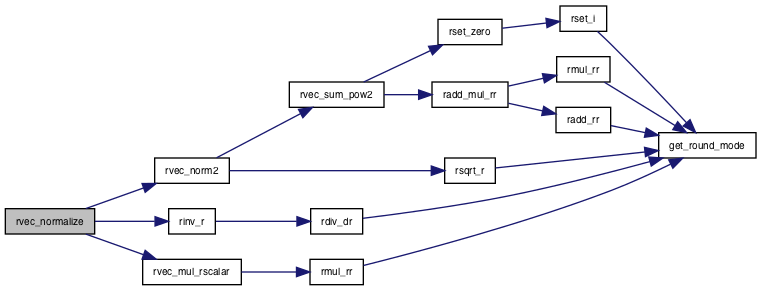 rset_i
rset_zero
rmul_rr
rvec_sum_pow2
radd_mul_rr
radd_rr
get_round_mode
rvec_norm2
rsqrt_r
rvec_normalize
rinv_r
rdiv_dr
rvec_mul_rscalar
rmul_rr